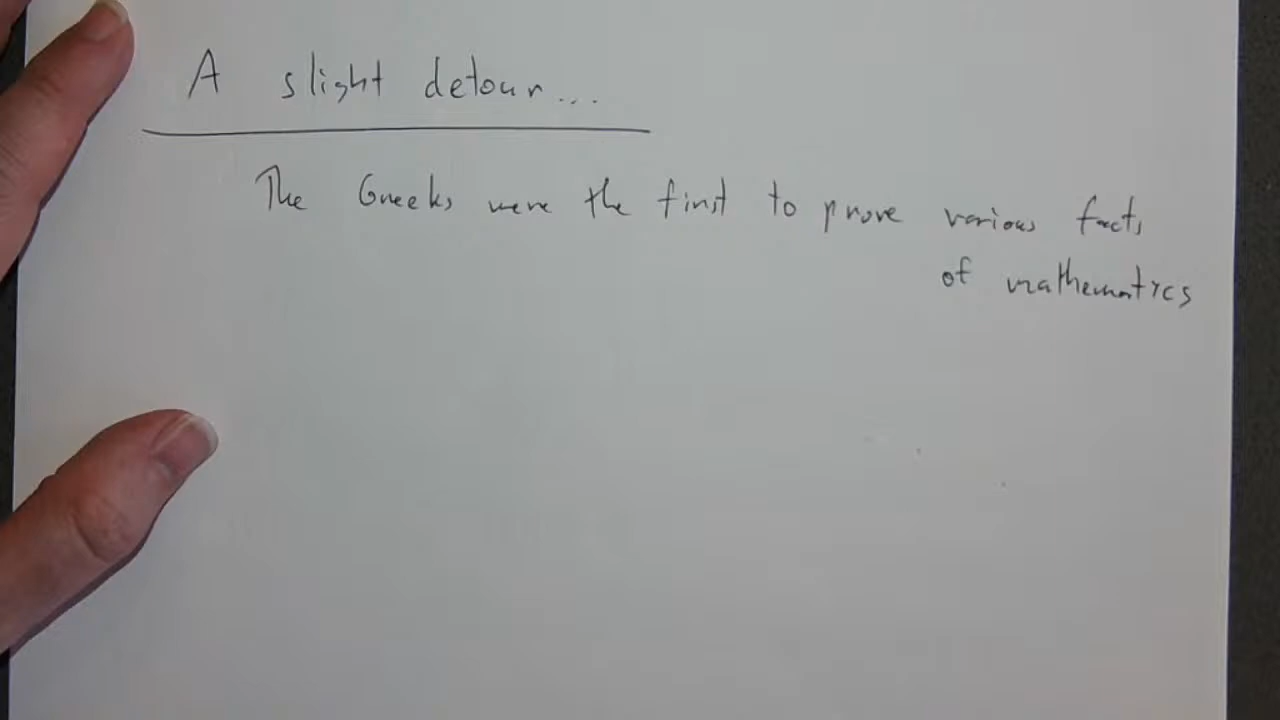 A slight detour...
The Greeks were the first to prove various facts
of mathematics